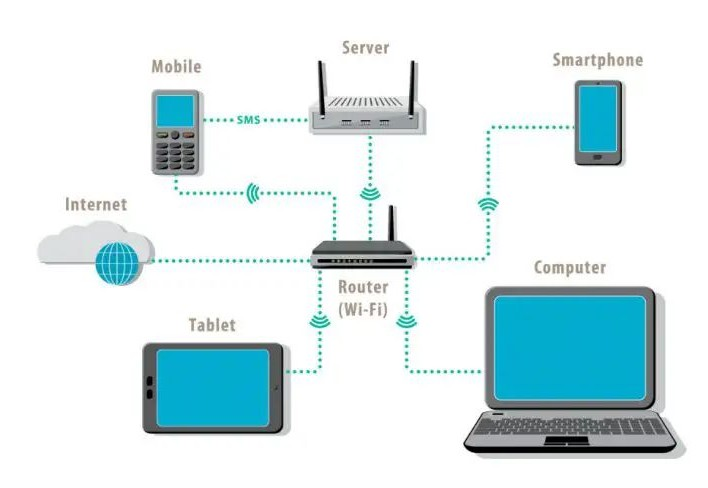 Server
Mobile
Smartphone
SMS
Internet
Router
(Wi-Fi)
Computer
Tablet